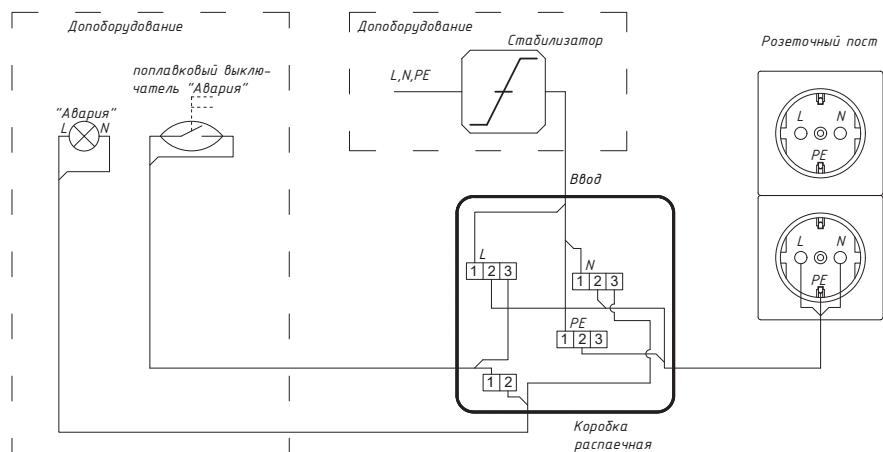 Допоборудование
поплавковый выклю-
чатель "Авария"
"Авария"
L N
Допоборудование
Стабилизатор
L,N,PE
Розеточный пост
L N
PE
L N
PE
Ввод
L
1 2 3
N
1 2 3
PE
1 2 3
1 2
Коробка
распаечная